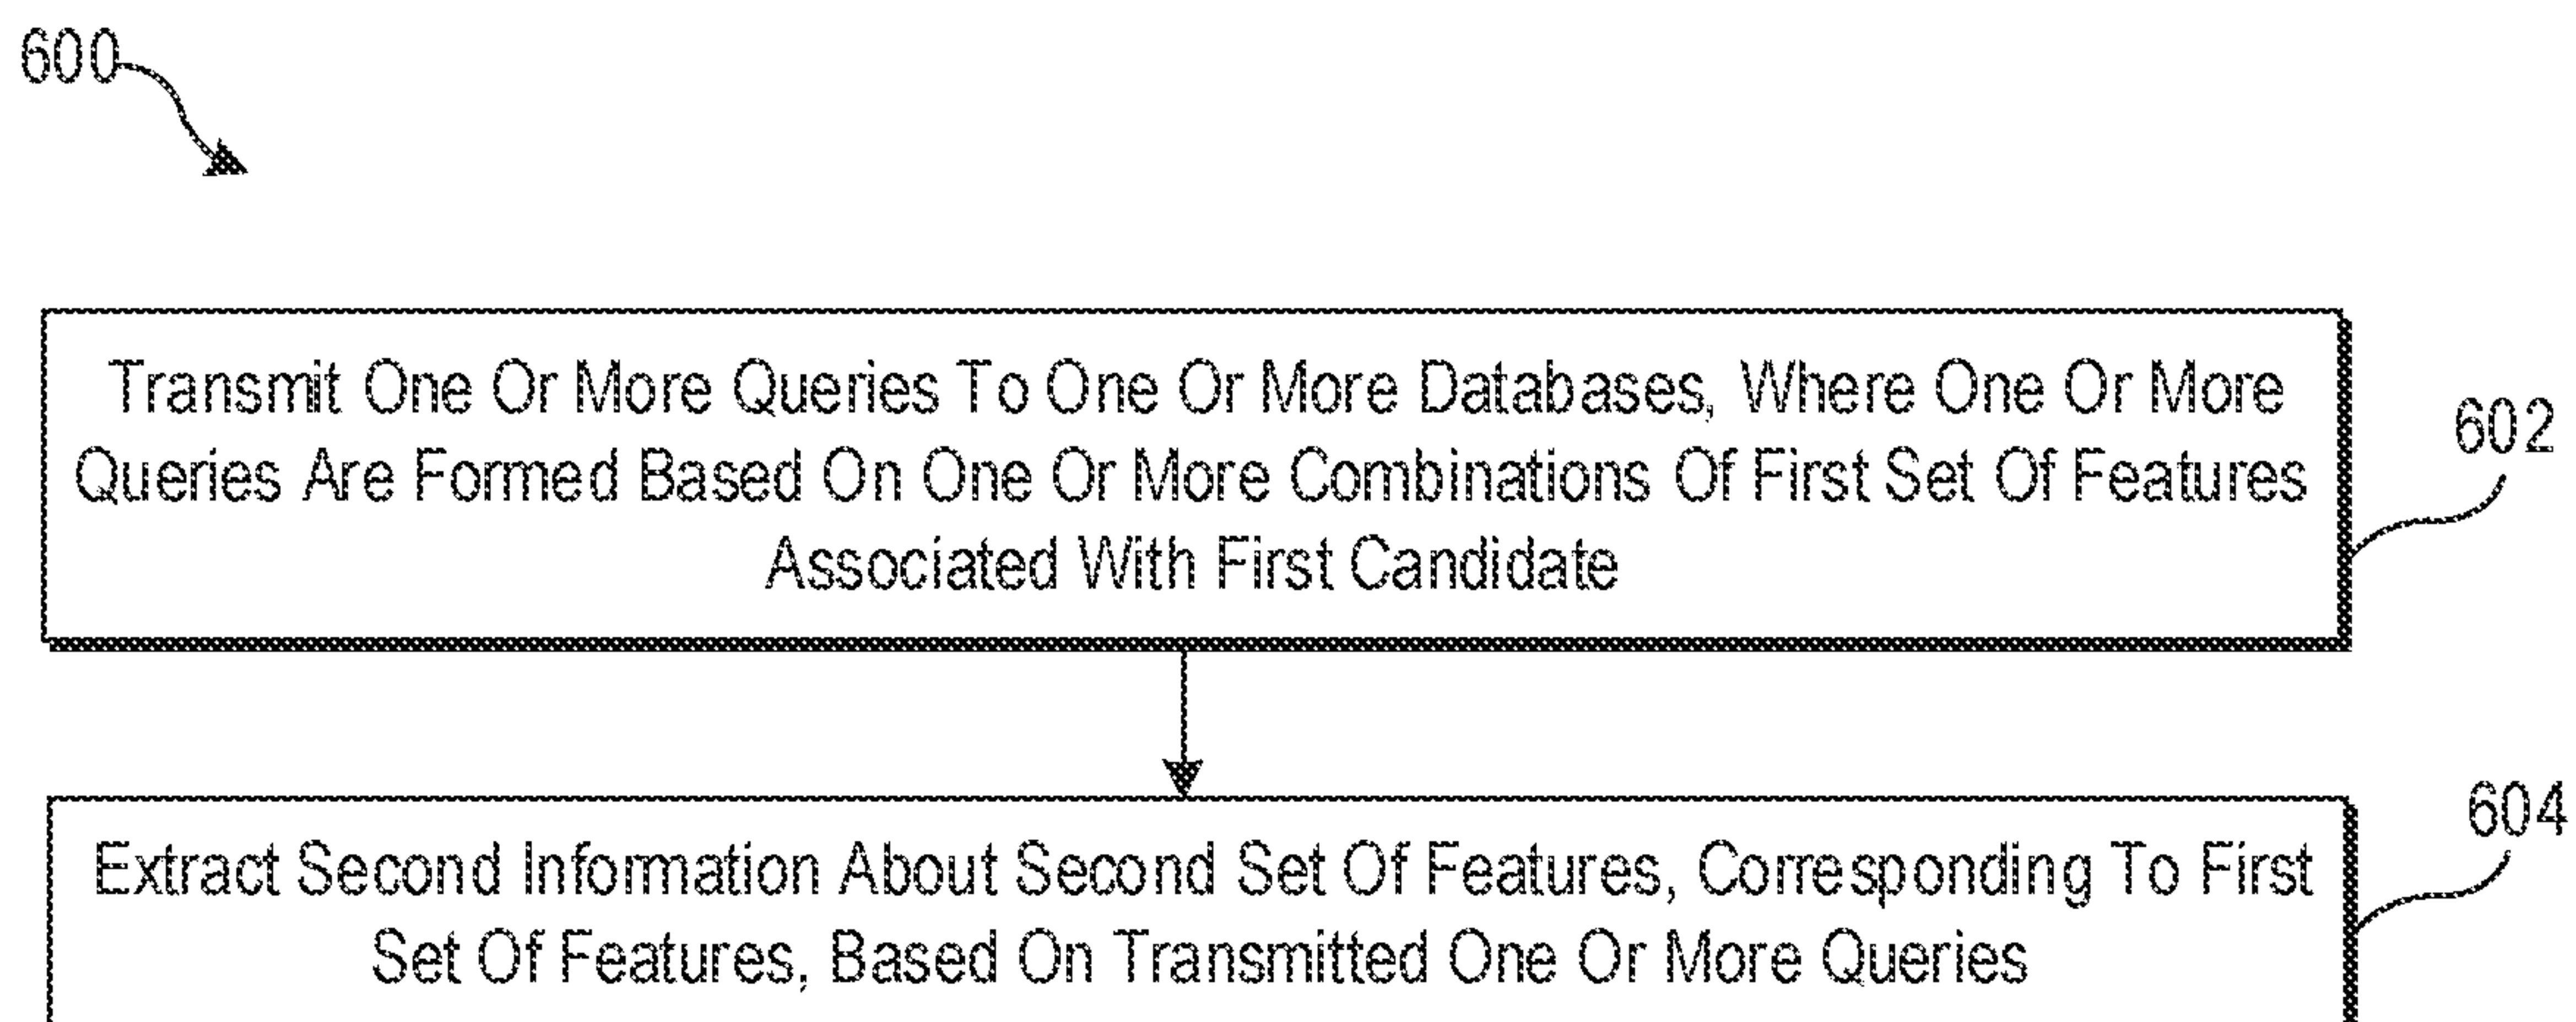 600
Transmit One Or More Queries To One Or More Databases, Where One Or More
Queries Are Formed Based On One Or More Combinations Of First Set Of Features
Associated With First Candidate
602
Extract Second Information About Second Set Of Features, Corresponding To First
Set Of Features, Based On Transmitted One Or More Queries
604